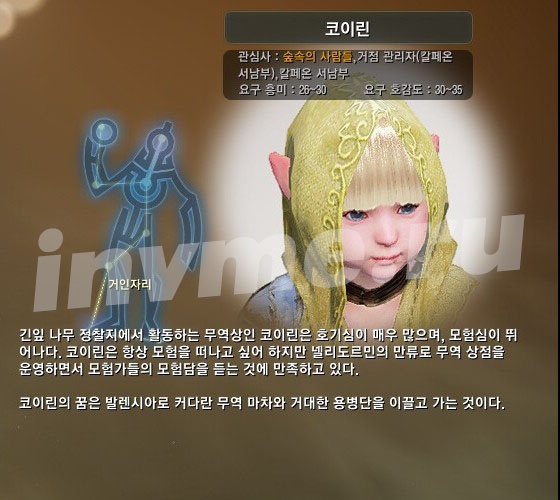 코이린
관심사 : 숲속의 사람들,거점 관리자(칼페온
서남부),칼페온 서남부
요구 흥미 : 26~30 요구 호감도 : 30~35
inyme.ru
거인자리
긴잎 나무 정찰지에서 활동하는 무역상인 코이린은 호기심이 매우 많으며, 모험심이 뛰
어나다. 코이린은 항상 모험을 떠나고 싶어 하지만 넬리도르민의 만류로 무역 상점을
운영하면서 모험가들의 모험담을 듣는 것에 만족하고 있다.
코이린의 꿈은 발렌시아로 커다란 무역 마차와 거대한 용병단을 이끌고 가는 것이다.